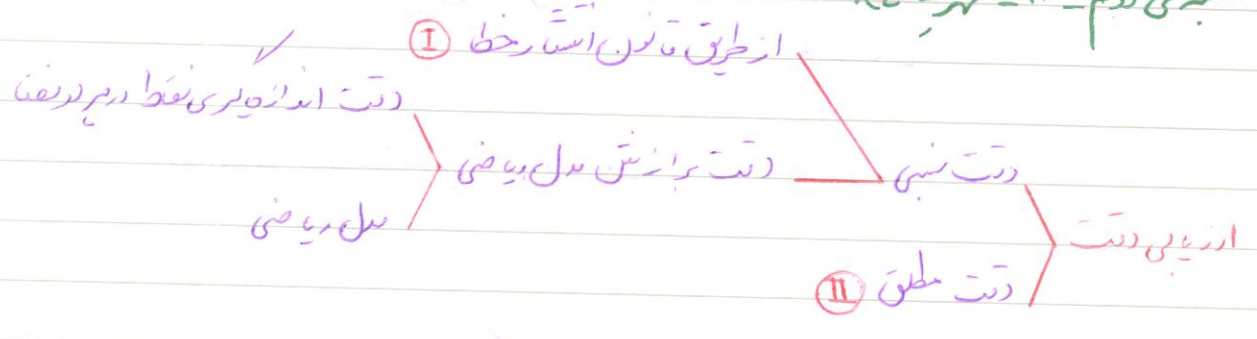 از طریق قانون انتشار خطا I
دقت اندازه‌گیری نقاط در هر دو فضا
دقت نسبی
دقت برازش مدل ریاضی
مدل ریاضی
ارزیابی دقت
دقت مطلق II